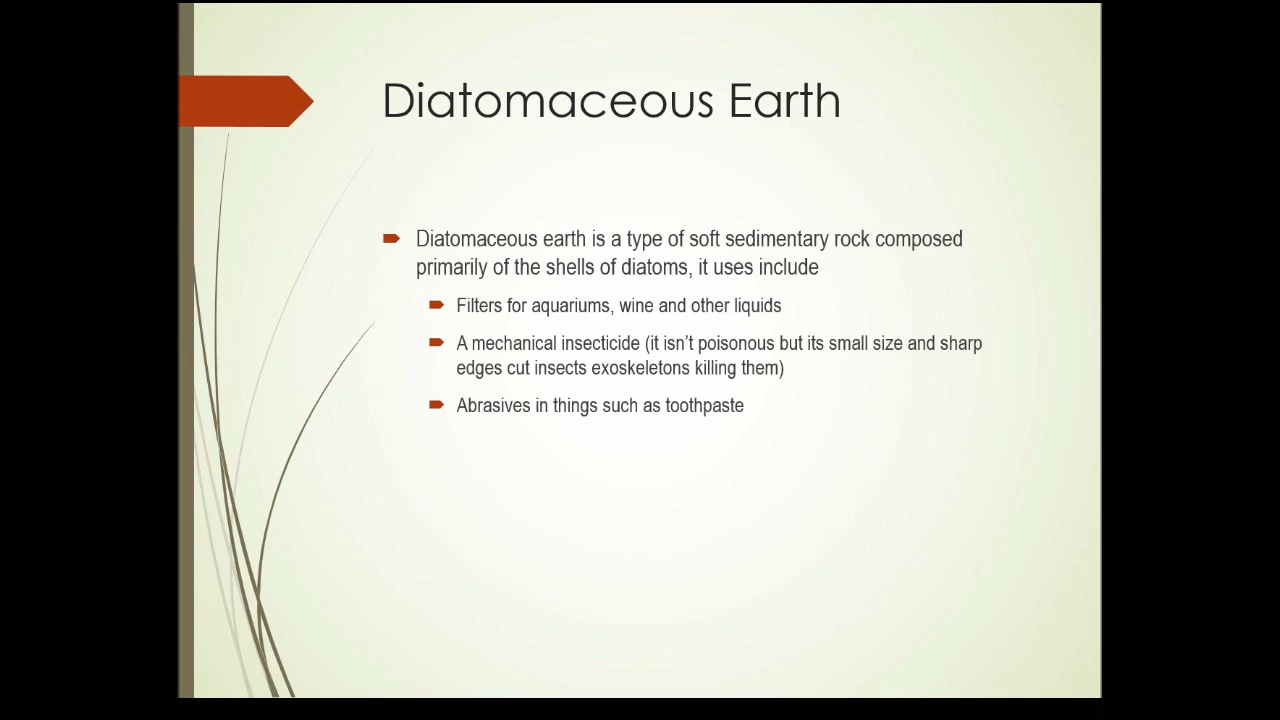 Diatomaceous Earth
Diatomaceous earth is a type of soft sedimentary rock composed
primarily of the shells of diatoms, it uses include
Filters for aquariums, wine and other liquids
A mechanical insecticide (it isn’t poisonous but its small size and sharp
edges cut insects exoskeletons killing them)
Abrasives in things such as toothpaste